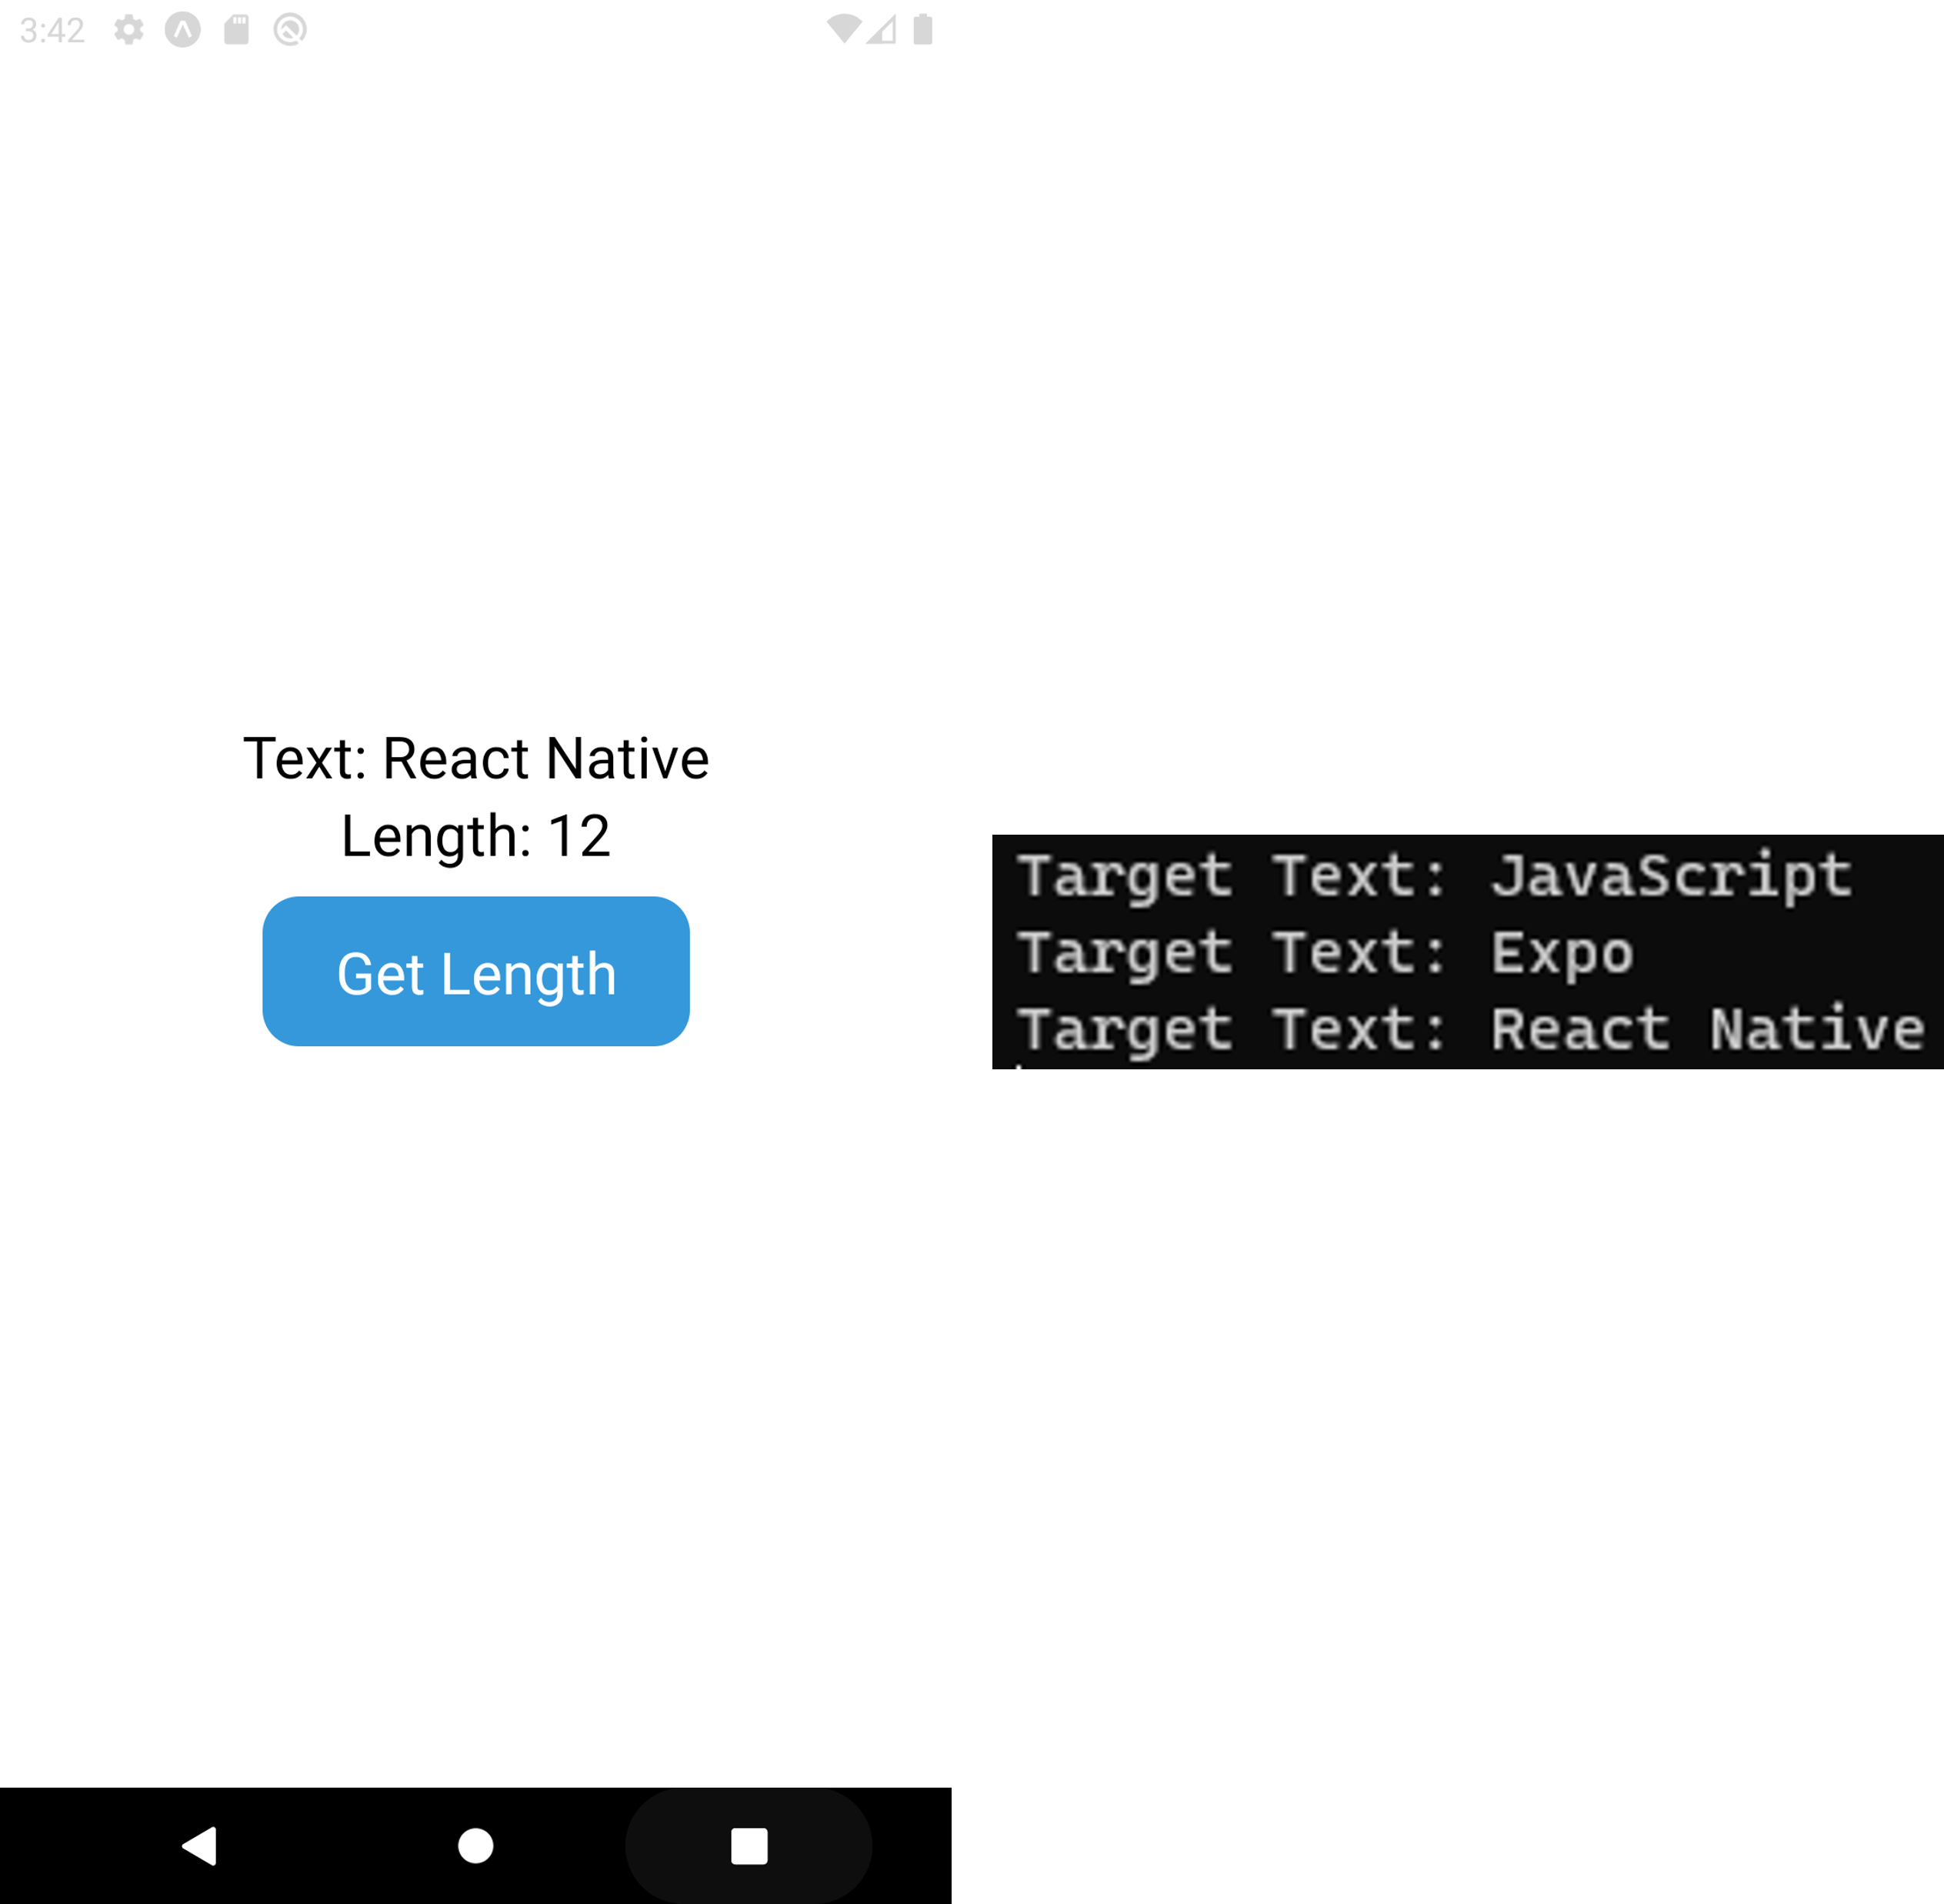 3:42
Text: React Native
Length: 12
Get Length
Target Text: JavaScript
Target Text: Expo
Target Text: React Native